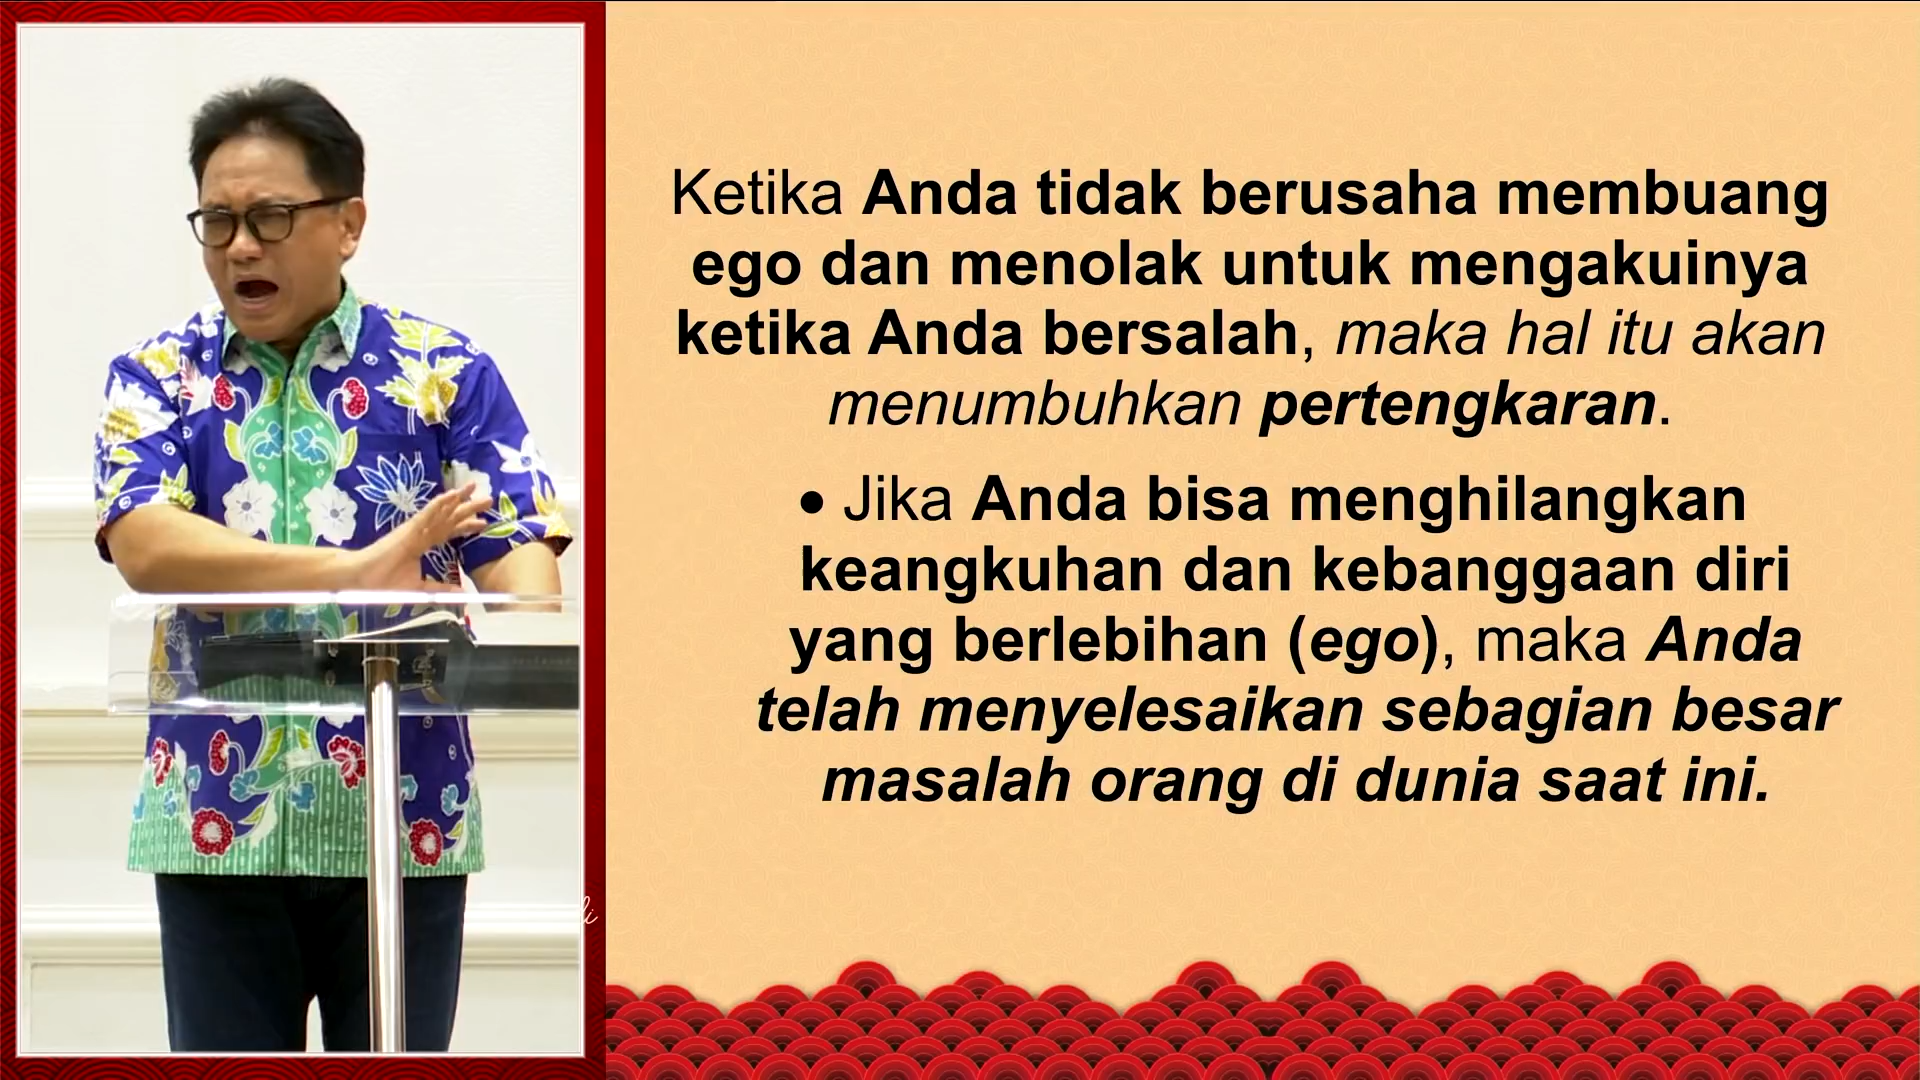 Ketika Anda tidak berusaha membuang
ego dan menolak untuk mengakuinya
ketika Anda bersalah, maka hal itu akan
menumbuhkan pertengkaran.
• Jika Anda bisa menghilangkan
keangkuhan dan kebanggaan diri
yang berlebihan (ego), maka Anda
telah menyelesaikan sebagian besar
masalah orang di dunia saat ini.